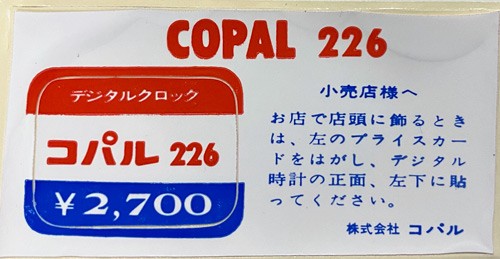 COPAL 226
デジタルクロック
コパル 226
¥2,700
小売店様へ
お店で店頭に飾るとき
は、左のプライスカー
ドをはがし、デジタル
時計の正面、左下に貼
ってください。
株式会社 コパル